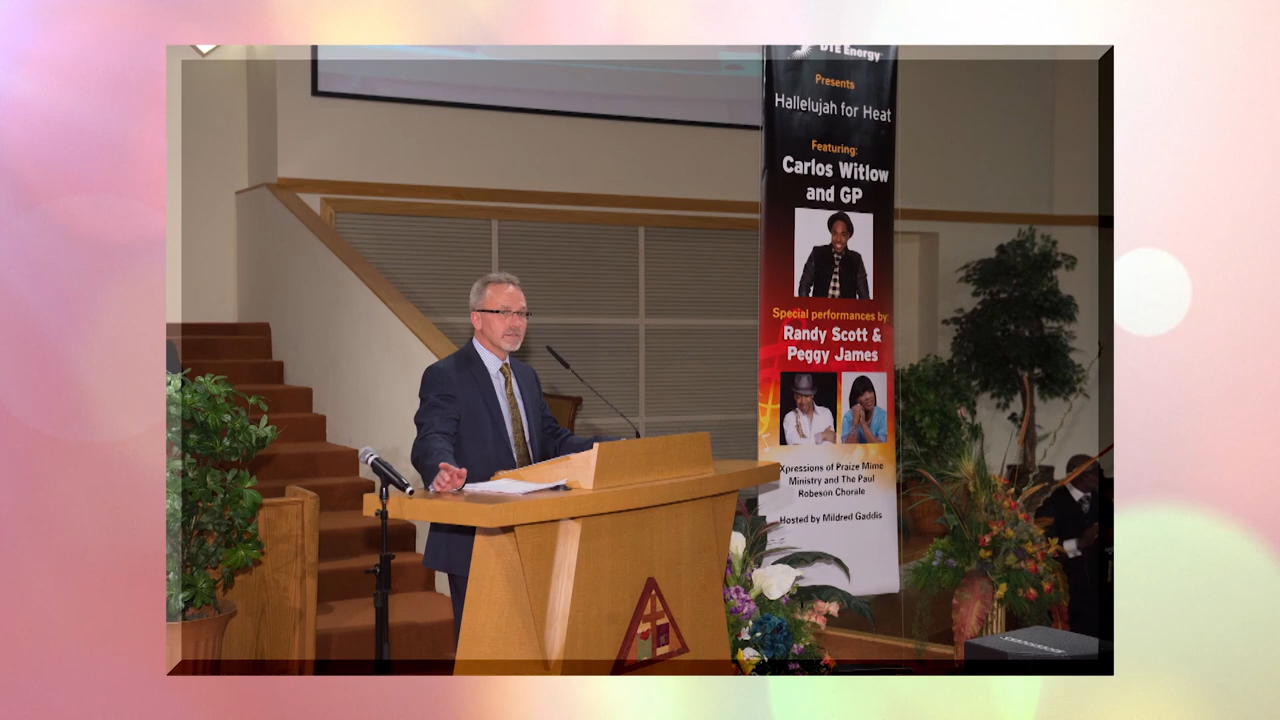 DTE Energy
Presents
Hallelujah for Heat
Featuring:
Carlos Witlow
and GP
Special performances by:
Randy Scott &
Peggy James
Xpressions of Praize Mime
Ministry and The Paul
Robeson Chorale
Hosted by Mildred Gaddis